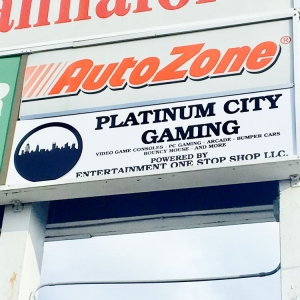 AutoZone®
PLATINUM CITY
GAMING
VIDEO GAME CONSOLES - PC GAMING - ARCADE - BUMPER CARS
BOUNCY HOUSE - AND MORE
POWERED BY
ENTERTAINMENT ONE STOP SHOP LLC.